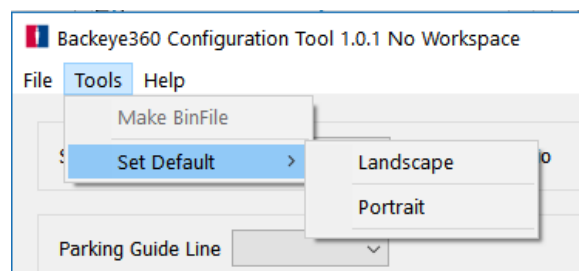 Backeye360 Configuration Tool 1.0.1 No Workspace
File Tools Help
Make BinFile
Set Default
Landscape
Portrait
Parking Guide Line